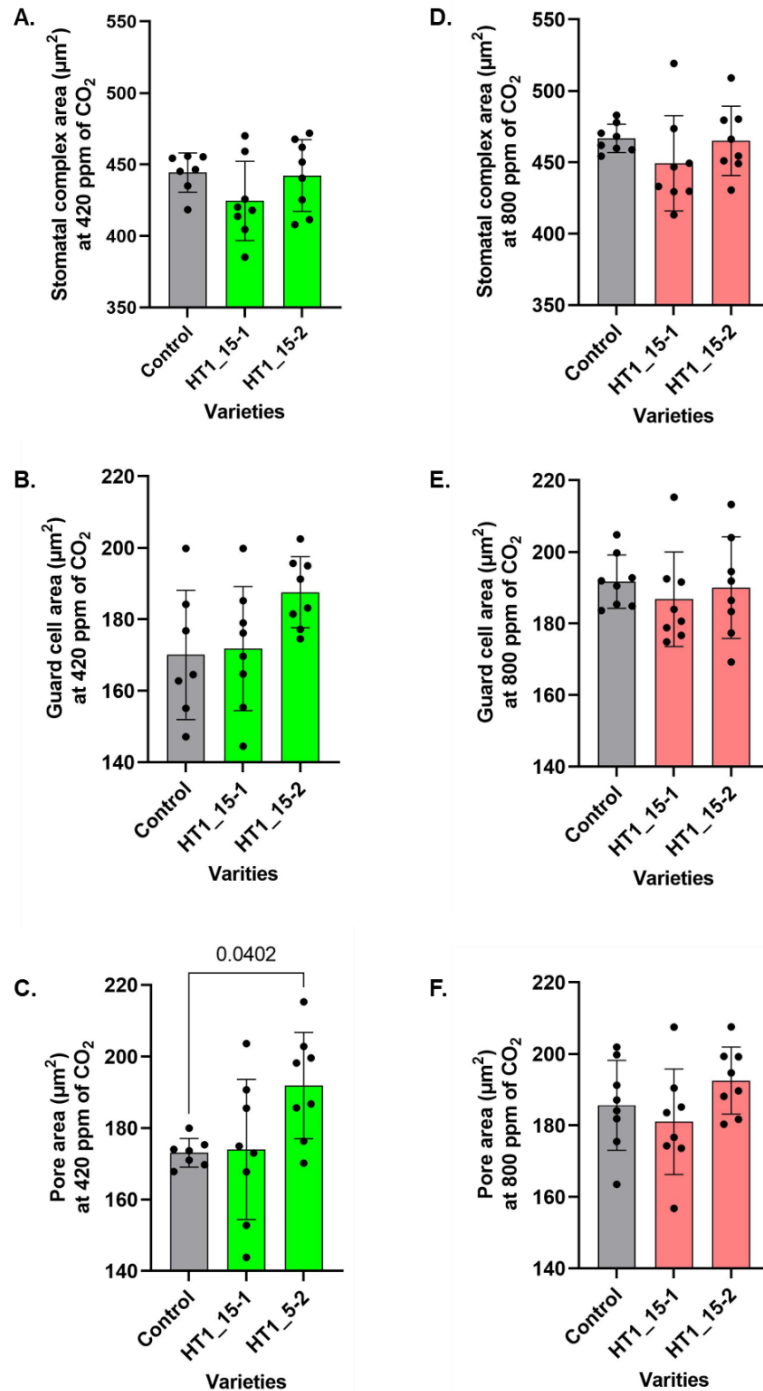 A.
Stomatal complex area (µm²)
at 420 ppm of CO₂
550
500
450
400
350
Control
HT1_15-1
HT1_15-2
Varieties
D.
Stomatal complex area (µm²)
at 800 ppm of CO₂
550
500
450
400
350
Control
HT1_15-1
HT1_15-2
Varieties
B.
Guard cell area (µm²)
at 420 ppm of CO₂
220
200
180
160
140
Control
HT1_15-1
HT1_15-2
Varities
E.
Guard cell area (µm²)
at 800 ppm of CO₂
220
200
180
160
140
Control
HT1_15-1
HT1_15-2
Varieties
C.
Pore area (µm²)
at 420 ppm of CO₂
0.0402
220
200
180
160
140
Control
HT1_15-1
HT1_5-2
Varieties
F.
Pore area (µm²)
at 800 ppm of CO₂
220
200
180
160
140
Control
HT1_15-1
HT1_15-2
Varities